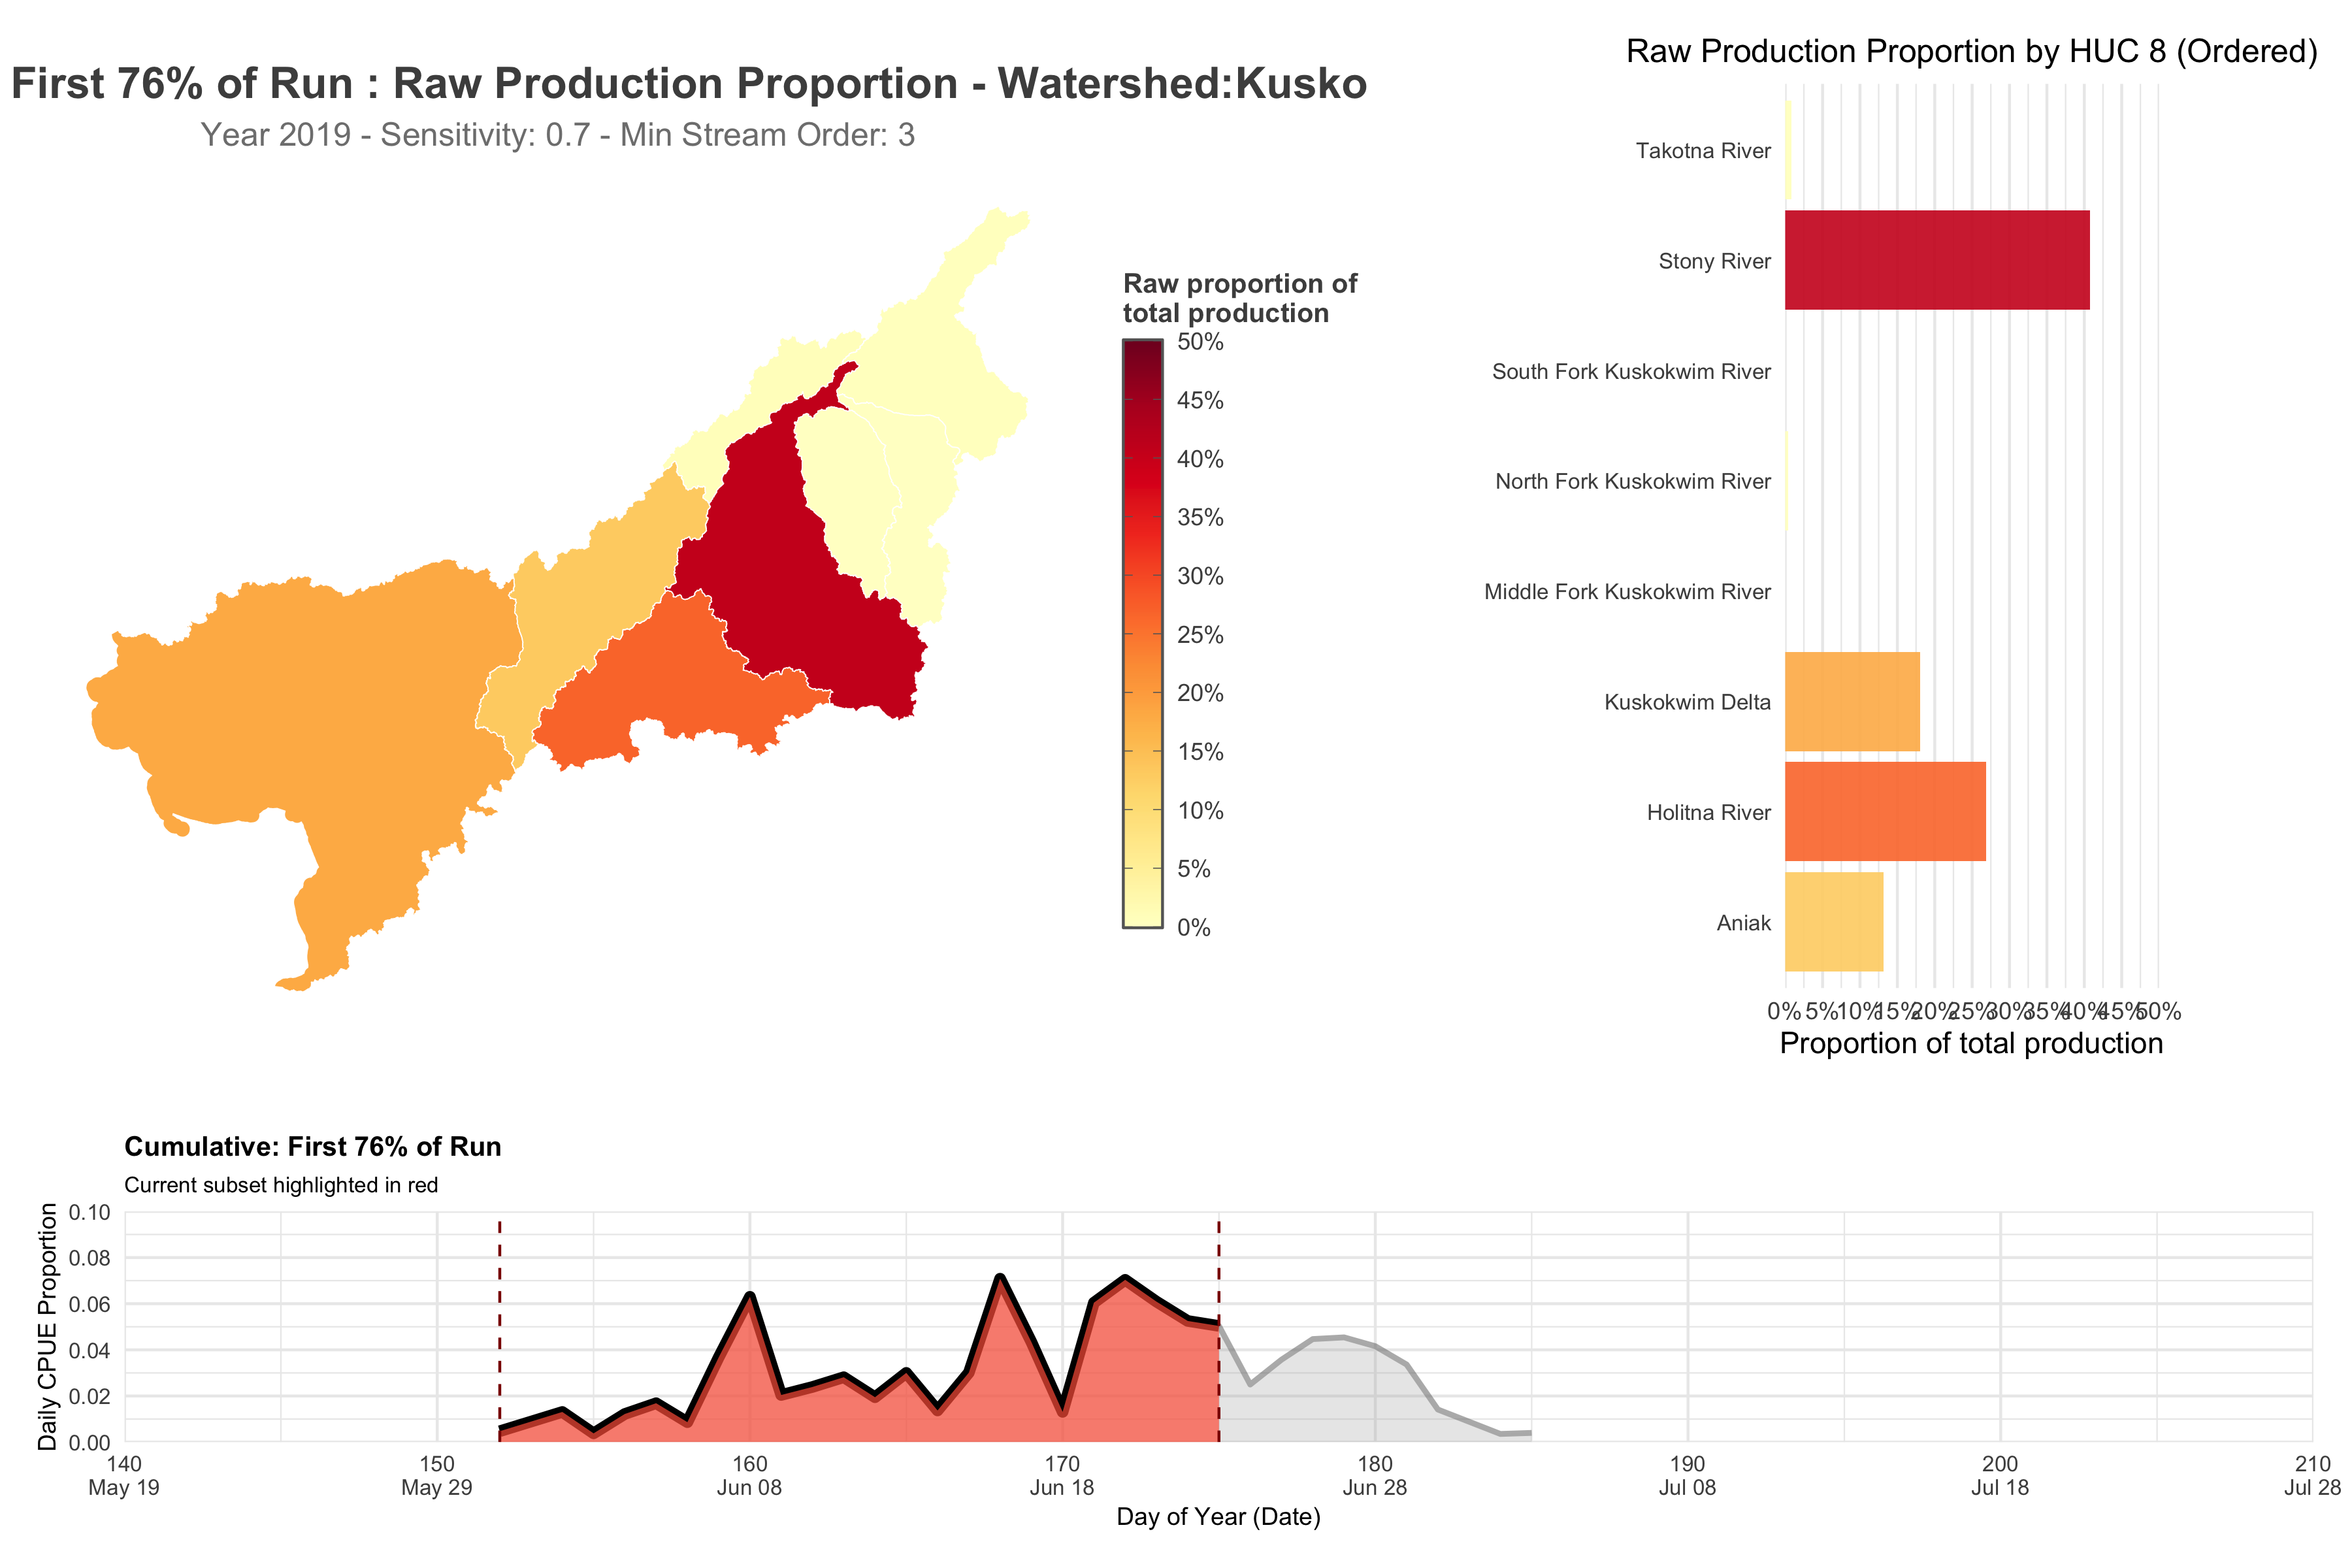 First 76% of Run : Raw Production Proportion - Watershed:Kusko
Year 2019 - Sensitivity: 0.7 - Min Stream Order: 3
Raw proportion of
total production
50%
45%
40%
35%
30%
25%
20%
15%
10%
5%
0%
Raw Production Proportion by HUC 8 (Ordered)
Takotna River
Stony River
South Fork Kuskokwim River
North Fork Kuskokwim River
Middle Fork Kuskokwim River
Kuskokwim Delta
Holitna River
Aniak
0% 5% 10% 15% 20% 25% 30% 35% 40% 45% 50%
Proportion of total production
Cumulative: First 76% of Run
Current subset highlighted in red
Daily CPUE Proportion
0.10
0.08
0.06
0.04
0.02
0.00
140 150 160 170 180 190 200 210
May 19 May 29 Jun 08 Jun 18 Jun 28 Jul 08 Jul 18 Jul 28
Day of Year (Date)